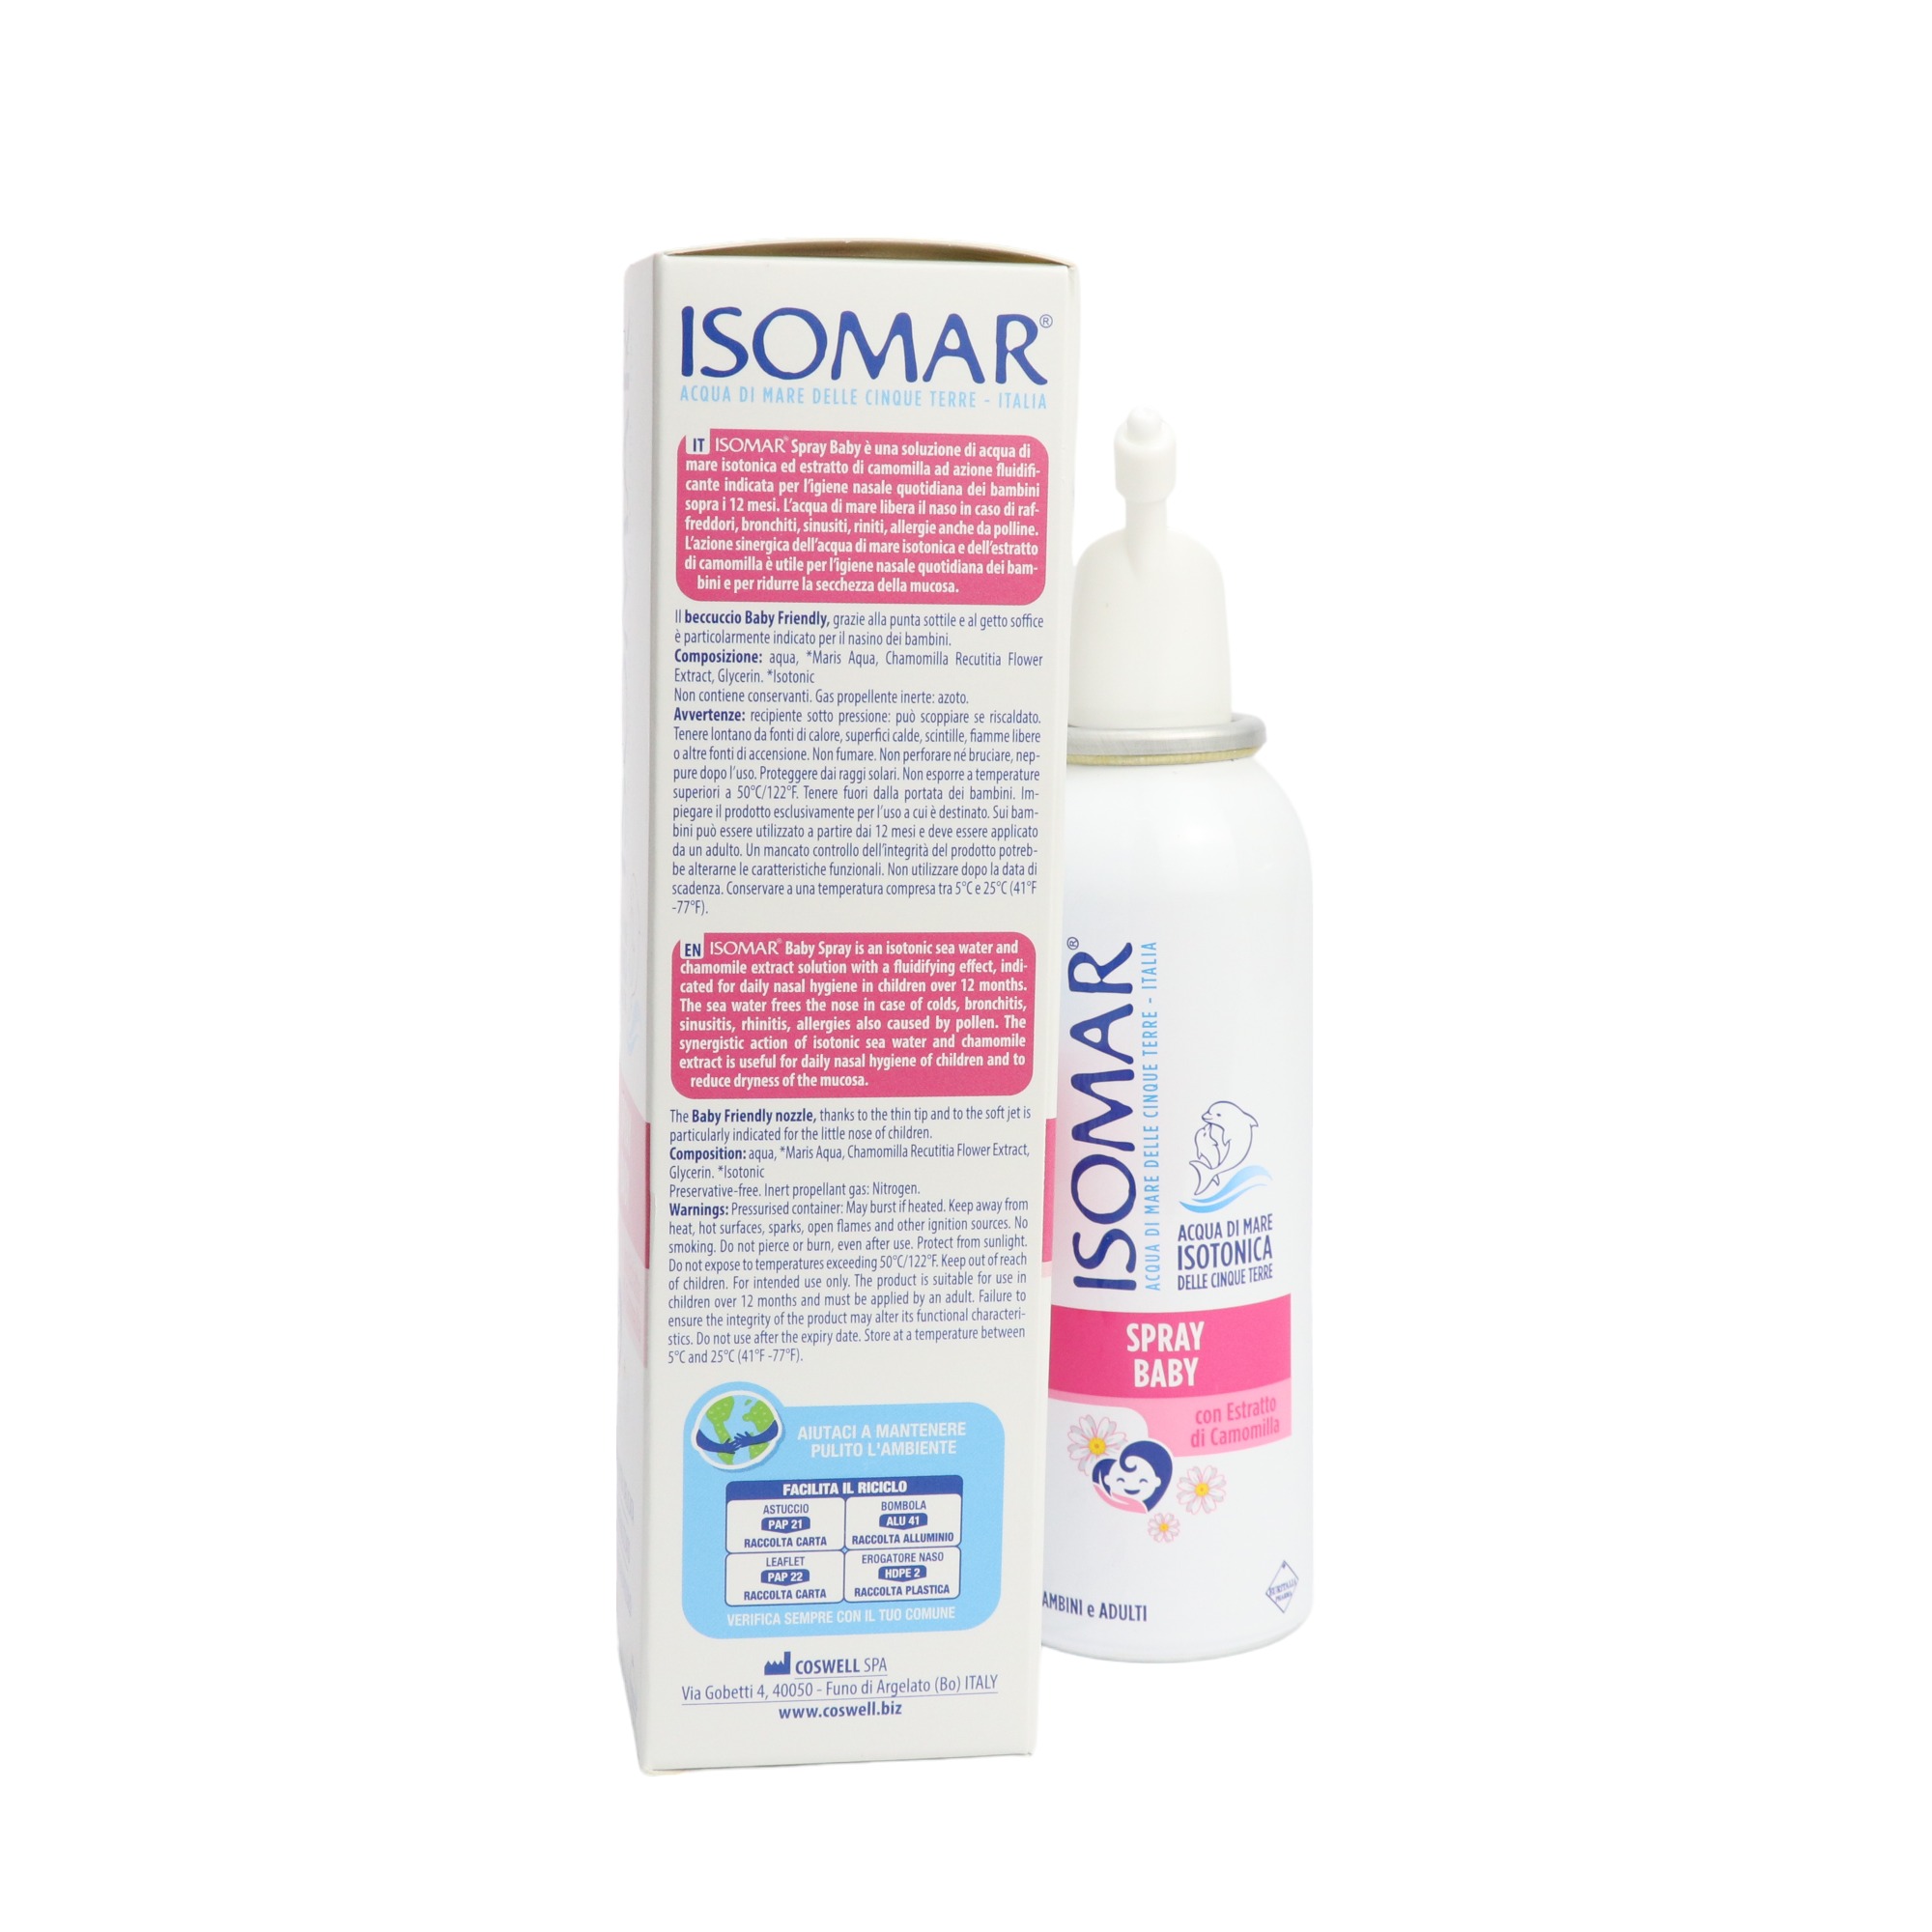 ISOMAR®
ACQUA DI MARE DELLE CINQUE TERRE - ITALIA
IT ISOMAR® Spray Baby è una soluzione di acqua di
mare isotonica ed estratto di camomilla ad azione fluidifi-
cante indicata per l'igiene nasale quotidiana dei bambini
sopra i 12 mesi. L'acqua di mare libera il naso in caso di raf-
freddori, bronchiti, sinusiti, riniti, allergie anche da polline.
L'azione sinergica dell'acqua di mare isotonica e dell'estratto
di camomilla è utile per l'igiene nasale quotidiana dei bam-
bini e per ridurre la secchezza della mucosa.
Il beccuccio Baby Friendly, grazie alla punta sottile e al getto soffice
è particolarmente indicato per il nasino dei bambini.
Composizione: aqua, *Maris Aqua, Chamomilla Recutitia Flower
Extract, Glycerin. *Isotonic
Non contiene conservanti. Gas propellente inerte: azoto.
Avvertenze: recipiente sotto pressione: può scoppiare se riscaldato.
Tenere lontano da fonti di calore, superfici calde, scintille, fiamme libere
o altre fonti di accensione. Non fumare. Non perforare né bruciare, nep-
pure dopo l'uso. Proteggere dai raggi solari. Non esporre a temperature
superiori a 50°C/122°F. Tenere fuori dalla portata dei bambini. Im-
piegare il prodotto esclusivamente per l'uso a cui è destinato. Sui bam-
bini può essere utilizzato a partire dai 12 mesi e deve essere applicato
da un adulto. Un mancato controllo dell'integrità del prodotto potreb-
be alterarne le caratteristiche funzionali. Non utilizzare dopo la data di
scadenza. Conservare a una temperatura compresa tra 5°C e 25°C (41°F
-77°F).
EN ISOMAR® Baby Spray is an isotonic sea water and
chamomile extract solution with a fluidifying effect, indi-
cated for daily nasal hygiene in children over 12 months.
The sea water frees the nose in case of colds, bronchitis,
sinusitis, rhinitis, allergies also caused by pollen. The
synergistic action of isotonic sea water and chamomile
extract is useful for daily nasal hygiene of children and to
reduce dryness of the mucosa.
The Baby Friendly nozzle, thanks to the thin tip and to the soft jet is
particularly indicated for the little nose of children.
Composition: aqua, *Maris Aqua, Chamomilla Recutitia Flower Extract,
Glycerin. *Isotonic
Preservative-free. Inert propellant gas: Nitrogen.
Warnings: Pressurised container: May burst if heated. Keep away from
heat, hot surfaces, sparks, open flames and other ignition sources. No
smoking. Do not pierce or burn, even after use. Protect from sunlight.
Do not expose to temperatures exceeding 50°C/122°F. Keep out of reach
of children. For intended use only. The product is suitable for use in
children over 12 months and must be applied by an adult. Failure to
ensure the integrity of the product may alter its functional characteri-
stics. Do not use after the expiry date. Store at a temperature between
5°C and 25°C (41°F -77°F).
AIUTACI A MANTENERE
PULITO L'AMBIENTE
FACILITA IL RICICLO
ASTUCCIO
PAP 21
RACCOLTA CARTA
BOMBOLA
ALU 41
RACCOLTA ALLUMINIO
LEAFLET
PAP 22
RACCOLTA CARTA
EROGATORE NASO
HDPE 2
RACCOLTA PLASTICA
VERIFICA SEMPRE CON IL TUO COMUNE
COSWELL SPA
Via Gobetti 4, 40050 - Funo di Argelato (Bo) ITALY
www.coswell.biz
ISOMAR®
ACQUA DI MARE DELLE CINQUE TERRE - ITALIA
ACQUA DI MARE
ISOTONICA
DELLE CINQUE TERRE
SPRAY
BABY
con Estratto
di Camomilla
AMBINI e ADULTI